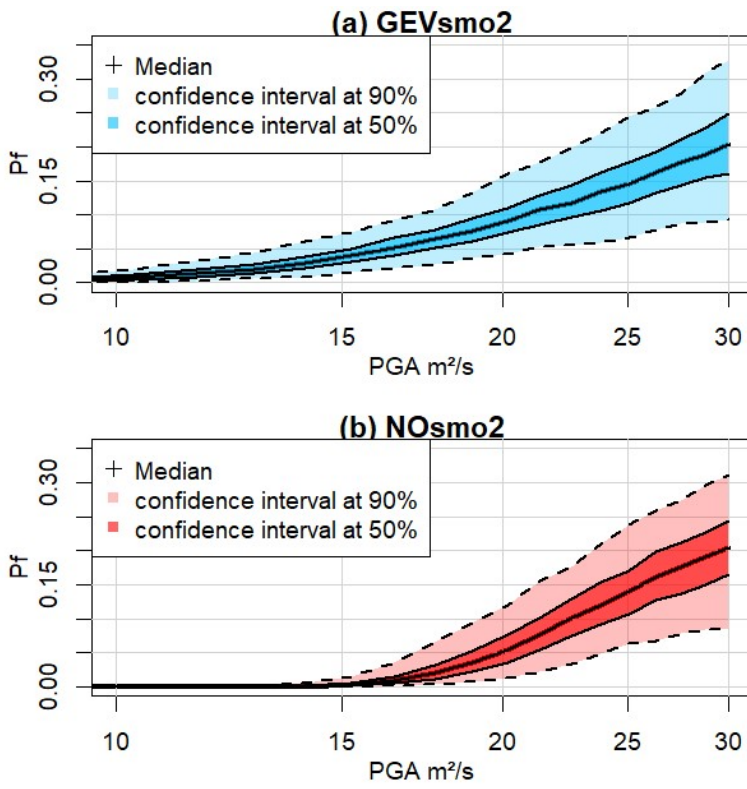 (a) GEVsmo2
Median
confidence interval at 90%
confidence interval at 50%
Pf
0.00 0.15 0.30
10 15 20 25 30
PGA m²/s
(b) NOsmo2
Median
confidence interval at 90%
confidence interval at 50%
Pf
0.00 0.15 0.30
10 15 20 25 30
PGA m²/s